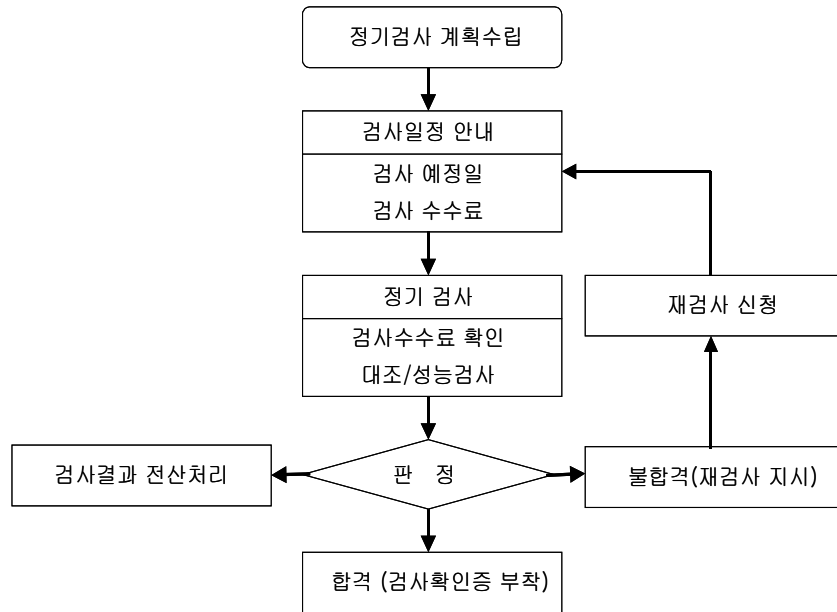 정기검사 계획수립
검사일정 안내
검사 예정일
검사 수수료
정기 검사
검사수수료 확인
대조/성능검사
재검사 신청
검사결과 전산처리
판 정
불합격(재검사 지시)
합격 (검사확인증 부착)